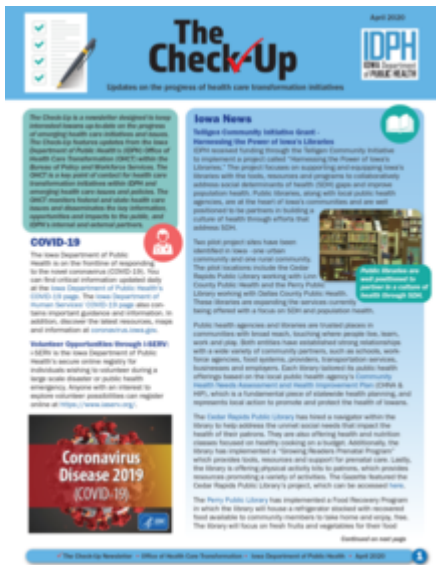 April 2020
The
Check-Up
IDPH
IOWA Department
of PUBLIC HEALTH
Updates on the progress of health care transformation initiatives
The Check-Up is a newsletter designed to keep
interested Iowans up-to-date on the progress
of emerging health care initiatives and issues.
The Check-Up features updates from the Iowa
Department of Public Health's (IDPH) Office of
Health Care Transformation (OHCT) within the
Bureau of Policy and Workforce Services. The
OHCT is a key point of contact for health care
transformation initiatives within IDPH and
emerging health care issues and policies. The
OHCT monitors federal and state health care
issues and disseminates the key information,
opportunities and impacts to the public, and
IDPH's internal and external partners.
COVID-19
The Iowa Department of Public
Health is on the frontline of responding
to the novel coronavirus (COVID-19). You
can find critical information updated daily
at the Iowa Department of Public Health's
COVID-19 page. The Iowa Department of
Human Services' COVID-19 page also con-
tains important guidance and information. In
addition, discover the latest resources, maps
and information at coronavirus.iowa.gov.
Volunteer Opportunities through i-SERV:
i-SERV is the Iowa Department of Public
Health's secure online registry for
individuals wishing to volunteer during a
large-scale disaster or public health
emergency. Anyone with an interest to
explore volunteer possibilities can register
online at https://www.iaserv.org/.
Coronavirus
Disease 2019
(COVID-19)
CDC
Iowa News
Telligen Community Initiative Grant -
Harnessing the Power of Iowa's Libraries
IDPH received funding through the Telligen Community Initiative
to implement a project called "Harnessing the Power of Iowa's
Libraries." The project focuses on supporting and equipping Iowa's
libraries with the tools, resources and programs to collaboratively
address social determinants of health (SDH) gaps and improve
population health. Public libraries, along with local public health
agencies, are at the heart of Iowa's communities and are well
positioned to be partners in building a
culture of health through efforts that
address SDH.
Two pilot project sites have been
identified in Iowa - one urban
community and one rural community.
The pilot locations include the Cedar
Rapids Public Library working with Linn
County Public Health and the Perry Public
Library working with Dallas County Public Health.
These libraries are expanding the services currently
being offered with a focus on SDH and population health.
Public libraries are
well positioned to
partner in a culture of
health through SDH.
Public health agencies and libraries are trusted places in
communities with broad reach, touching where people live, learn,
work and play. Both entities have established strong relationships
with a wide variety of community partners, such as schools, work-
force agencies, food systems, providers, transportation services,
businesses and employers. Each library tailored its public health
offerings based on the local public health agency's Community
Health Needs Assessment and Health Improvement Plan (CHNA &
HIP), which is a fundamental piece of statewide health planning, and
represents local action to promote and protect the health of Iowans.
The Cedar Rapids Public Library has hired a navigator within the
library to help address the unmet social needs that impact the
health of their patrons. They are also offering health and nutrition
classes focused on healthy cooking on a budget. Additionally, the
library has implemented a "Growing Readers Prenatal Program"
which provides tools, resources and support for prenatal care. Lastly,
the library is offering physical activity kits to patrons, which provides
resources promoting a variety of activities. The Gazette featured the
Cedar Rapids Public Library's project, which can be accessed here.
The Perry Public Library has implemented a Food Recovery Program
in which the library will house a refrigerator stocked with recovered
food available to community members to take home and enjoy, free.
The library will focus on fresh fruits and vegetables for their food
Continued on next page
The Check-Up Newsletter - Office of Health Care Transformation - Iowa Department of Public Health - April 2020
1